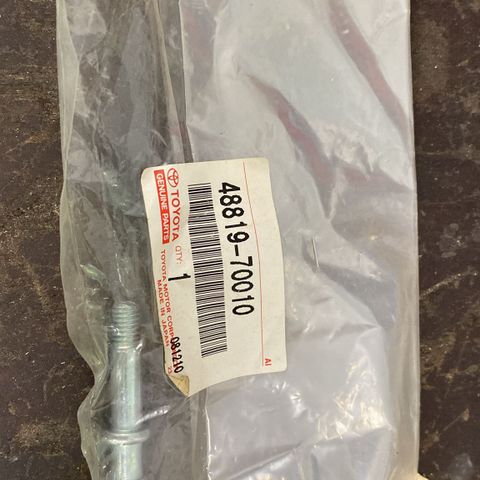 TOYOTA
GENUINE PARTS
48819-70010
QTY:
1
TOYOTA MOTOR CORP
MADE IN JAPAN
081210
AI